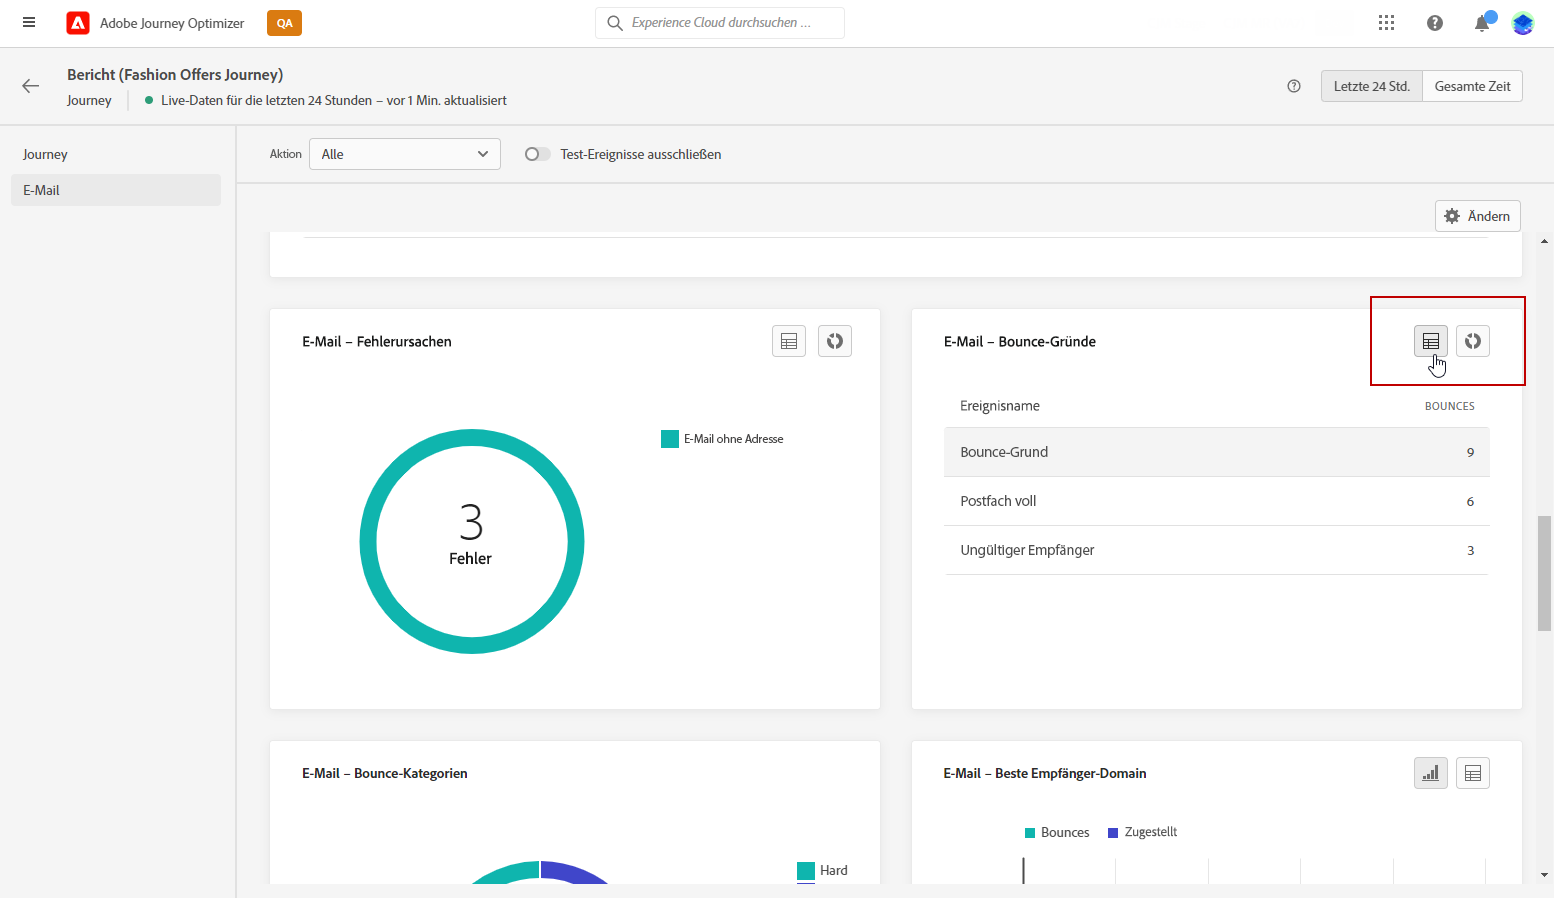 Adobe Journey Optimizer
QA
Experience Cloud durchsuchen ...
Bericht (Fashion Offers Journey)
Journey
Live-Daten für die letzten 24 Stunden – vor 1 Min. aktualisiert
Letzte 24 Std.
Gesamte Zeit
Journey
E-Mail
Aktion
Alle
Test-Ereignisse ausschließen
Ändern
E-Mail – Fehlerursachen
3
Fehler
E-Mail ohne Adresse
E-Mail – Bounce-Gründe
Ereignisname BOUNCES
Bounce-Grund 9
Postfach voll 6
Ungültiger Empfänger 3
E-Mail – Bounce-Kategorien
Hard
E-Mail – Beste Empfänger-Domain
Bounces Zugestellt